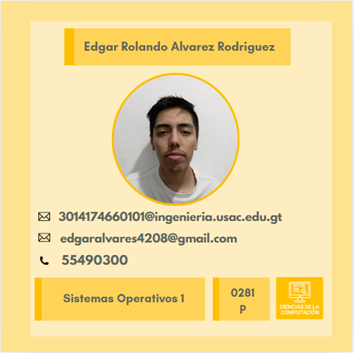 Edgar Rolando Alvarez Rodriguez
3014174660101@ingenieria.usac.edu.gt
edgaralvares4208@gmail.com
55490300
Sistemas Operativos 1
0281
P
CIENCIAS DE LA
COMPUTACIÓN